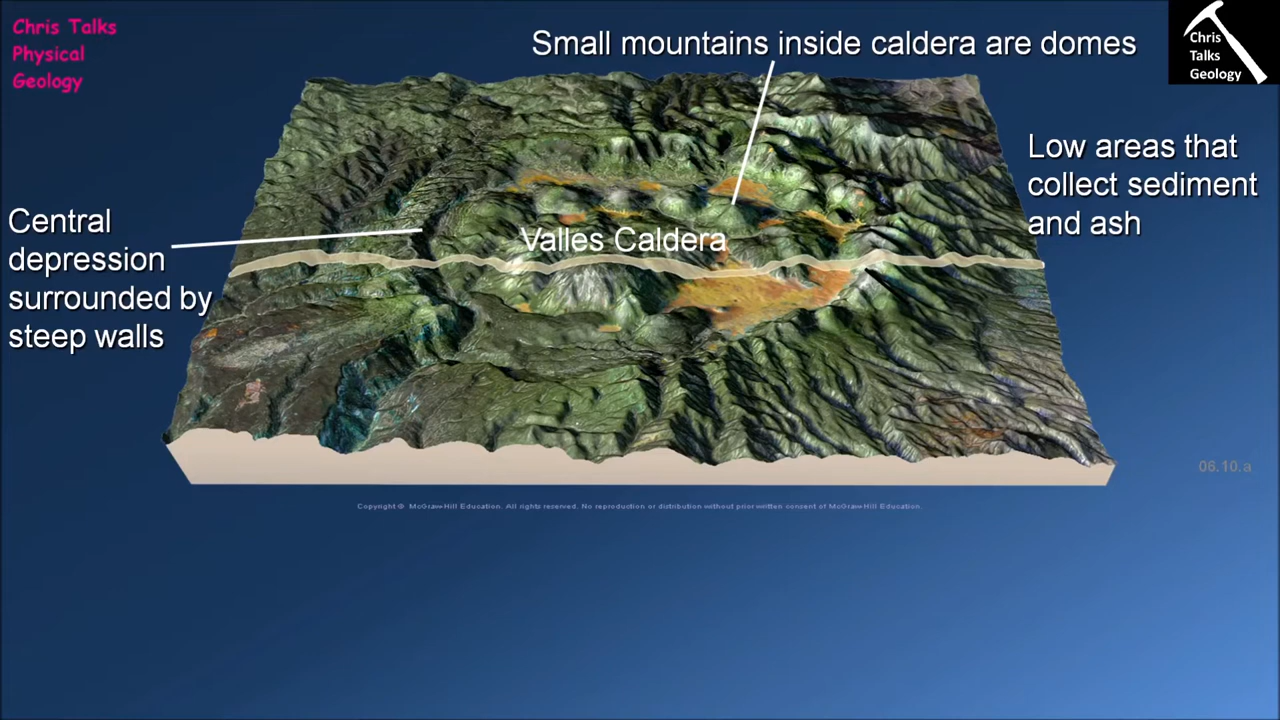 Chris Talks
Physical
Geology
Small mountains inside caldera are domes
Chris
Talks
Geology
Low areas that
collect sediment
and ash
Central
depression
surrounded by
steep walls
Valles Caldera
06.10.a
Copyright © McGraw-Hill Education. All rights reserved. No reproduction or distribution without prior written consent of McGraw-Hill Education.